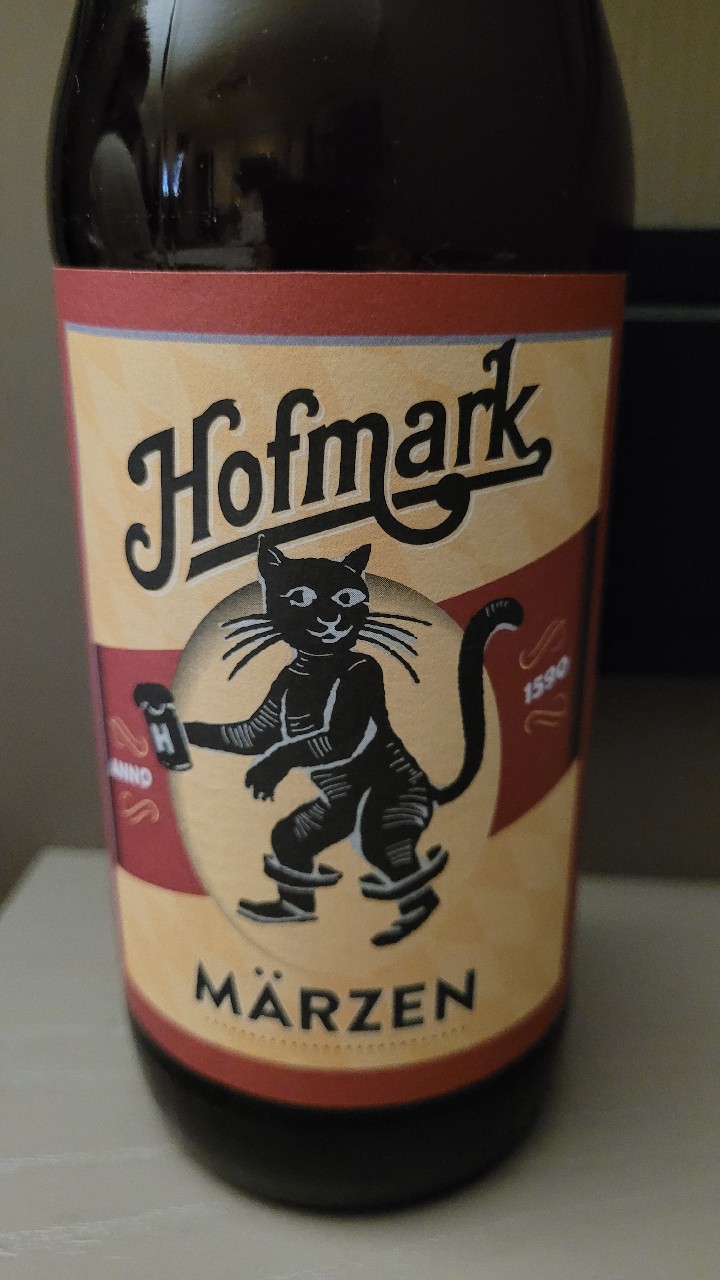 Hofmark
H
ANNO
1590
MÄRZEN